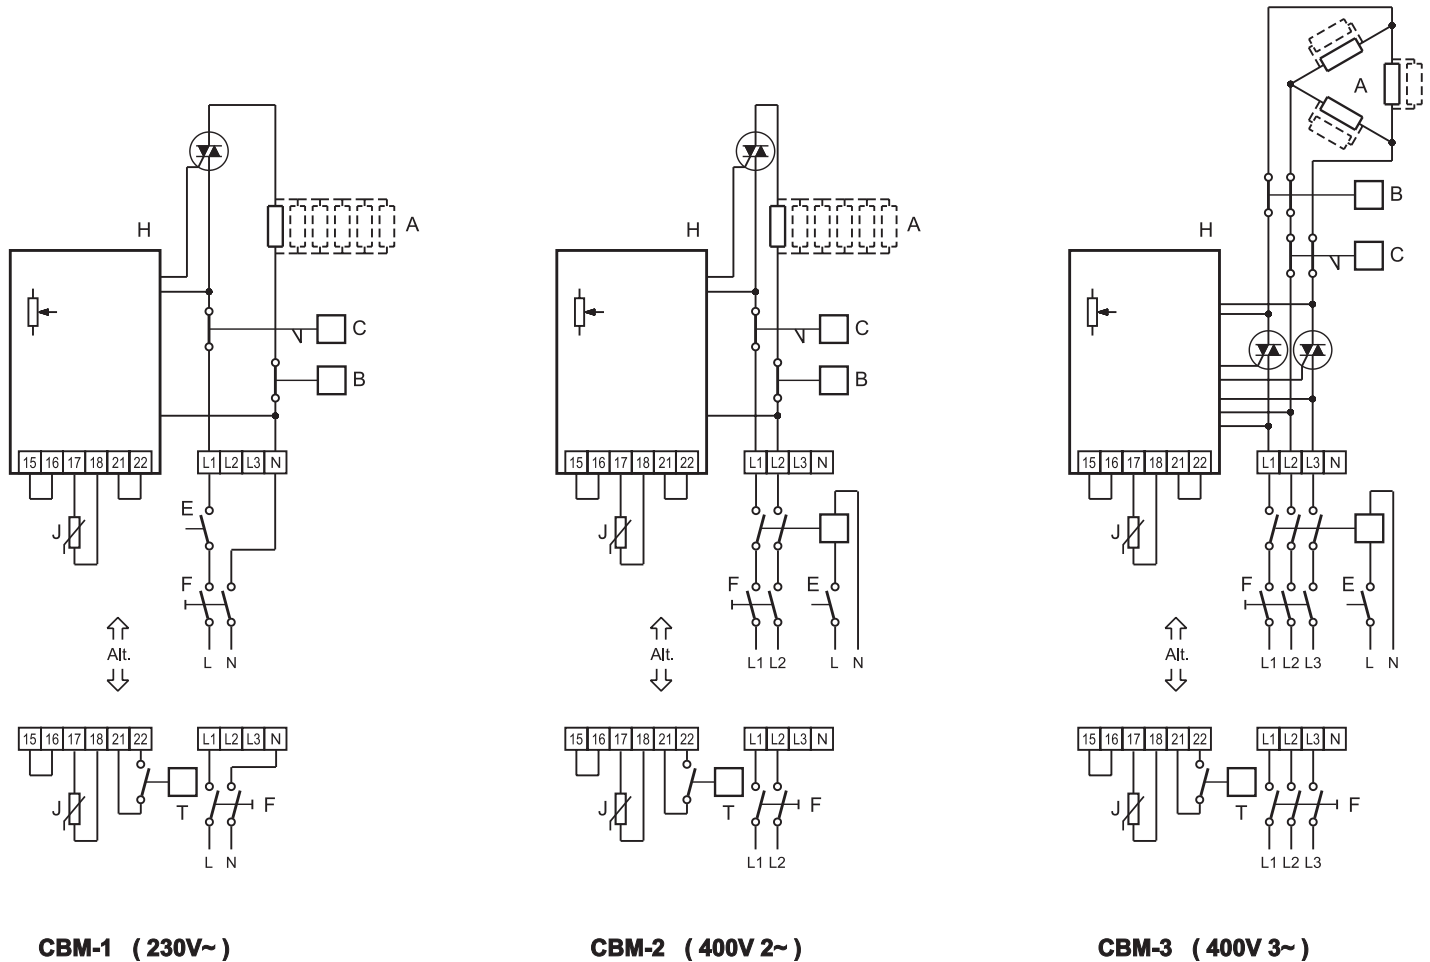 H
A
C
B
15 16 17 18 21 22
L1 L2 L3 N
E
J
F
L N
Alt.
15 16 17 18 21 22
L1 L2 L3 N
J
T
F
L N
CBM-1 ( 230V~ )
H
A
C
B
15 16 17 18 21 22
L1 L2 L3 N
J
F
E
L1 L2
L N
Alt.
15 16 17 18 21 22
L1 L2 L3 N
J
T
F
L1 L2
CBM-2 ( 400V 2~ )
A
B
H
C
15 16 17 18 21 22
L1 L2 L3 N
J
F
E
L1 L2 L3
L N
Alt.
15 16 17 18 21 22
L1 L2 L3 N
J
T
F
L1 L2 L3
CBM-3 ( 400V 3~ )